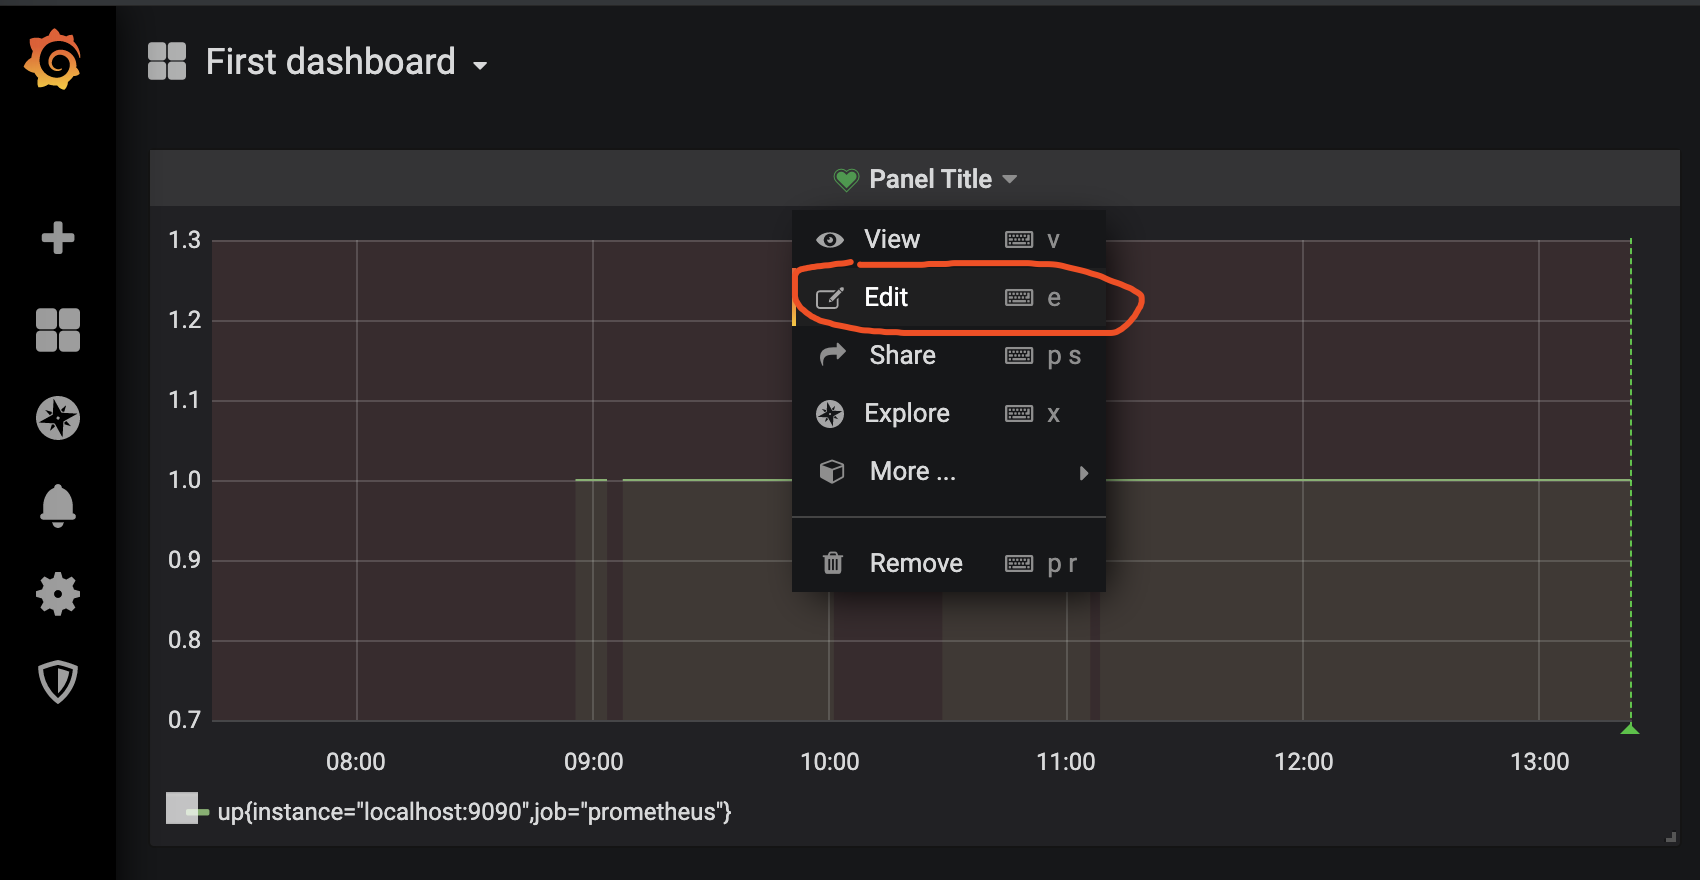 First dashboard
Panel Title
1.3
1.2
1.1
1.0
0.9
0.8
0.7
View v
Edit e
Share p s
Explore x
More ...
Remove p r
08:00 09:00 10:00 11:00 12:00 13:00
up{instance="localhost:9090",job="prometheus"}